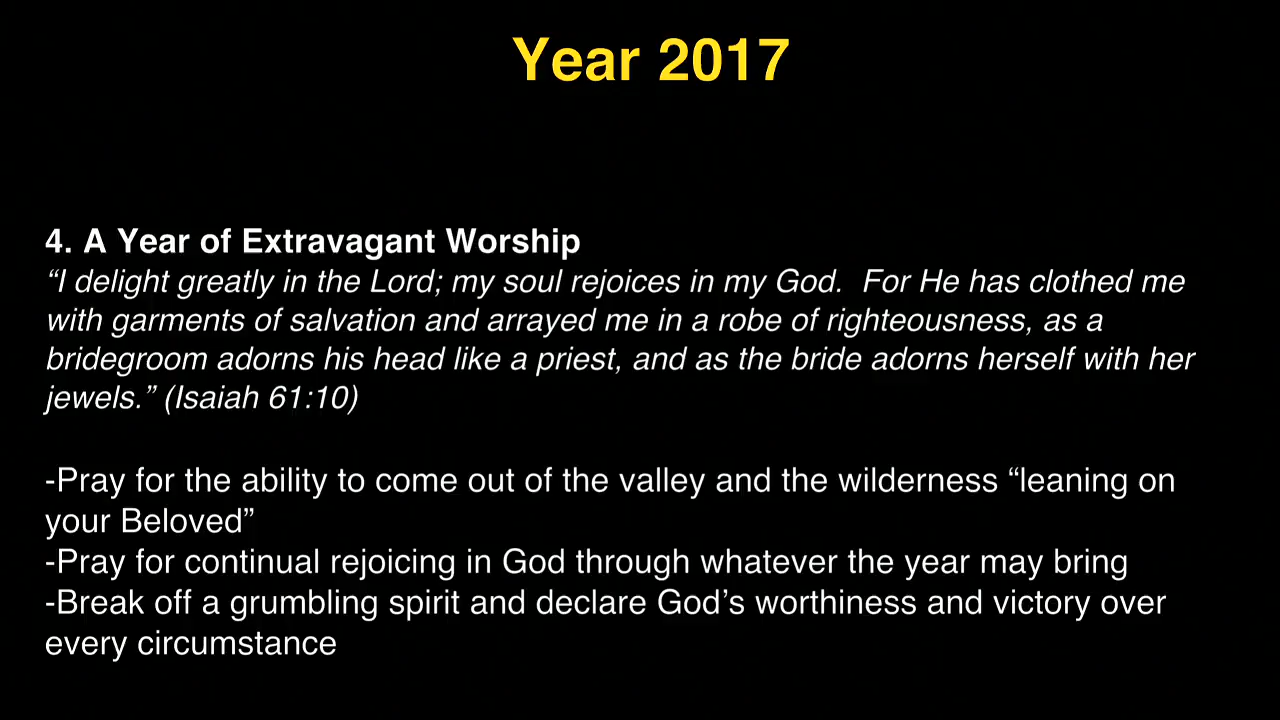 Year 2017
4. A Year of Extravagant Worship
“I delight greatly in the Lord; my soul rejoices in my God.  For He has clothed me
with garments of salvation and arrayed me in a robe of righteousness, as a
bridegroom adorns his head like a priest, and as the bride adorns herself with her
jewels.” (Isaiah 61:10)
-Pray for the ability to come out of the valley and the wilderness “leaning on
your Beloved”
-Pray for continual rejoicing in God through whatever the year may bring
-Break off a grumbling spirit and declare God’s worthiness and victory over
every circumstance